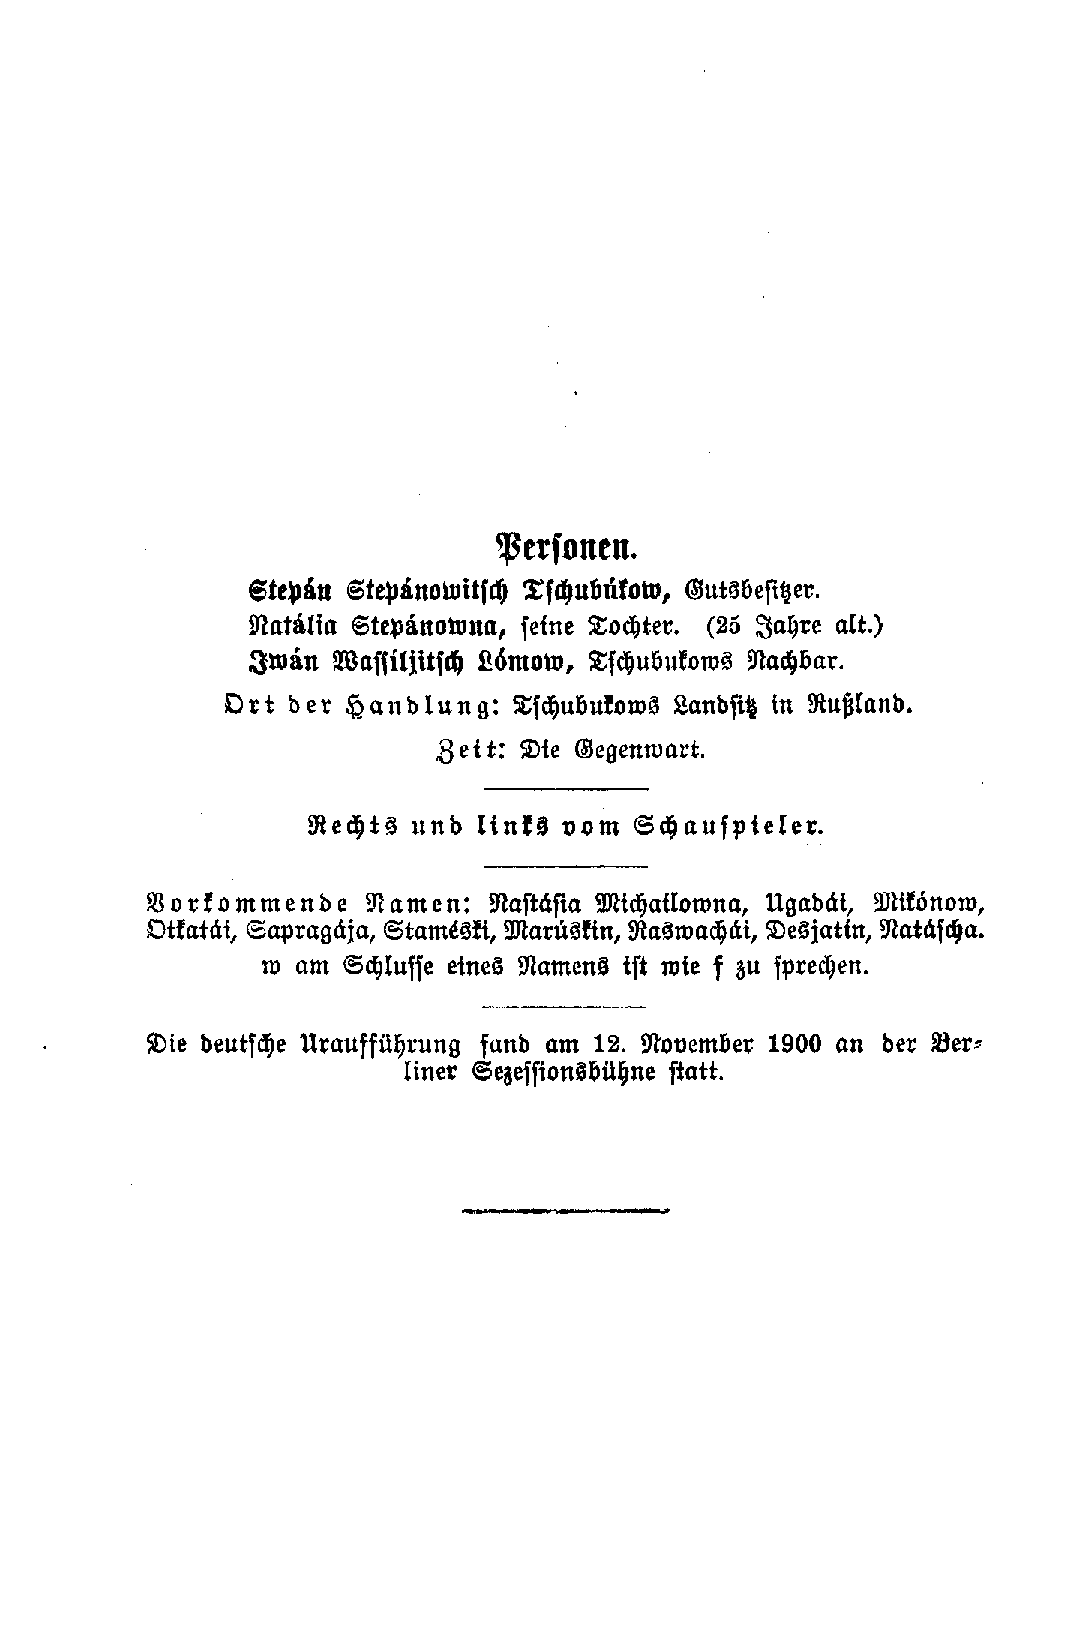 Personen.
Stepán Stepánowitsch Tschubúkow, Gutsbesitzer.
Natália Stepánowna, seine Tochter. (25 Jahre alt.)
Iwán Wassíljitsch Lómow, Tschubukows Nachbar.
Ort der Handlung: Tschubukows Landsitz in Rußland.
Zeit: Die Gegenwart.
Rechts und links vom Schauspieler.
Vorkommende Namen: Nastásia Michailowna, Ugadái, Mikónow,
Otkatái, Sapragája, Staméski, Marúskin, Raswachái, Desjatín, Natáscha.
w am Schlusse eines Namens ist wie f zu sprechen.
Die deutsche Uraufführung fand am 12. November 1900 an der Ber-
liner Sezessionsbühne statt.